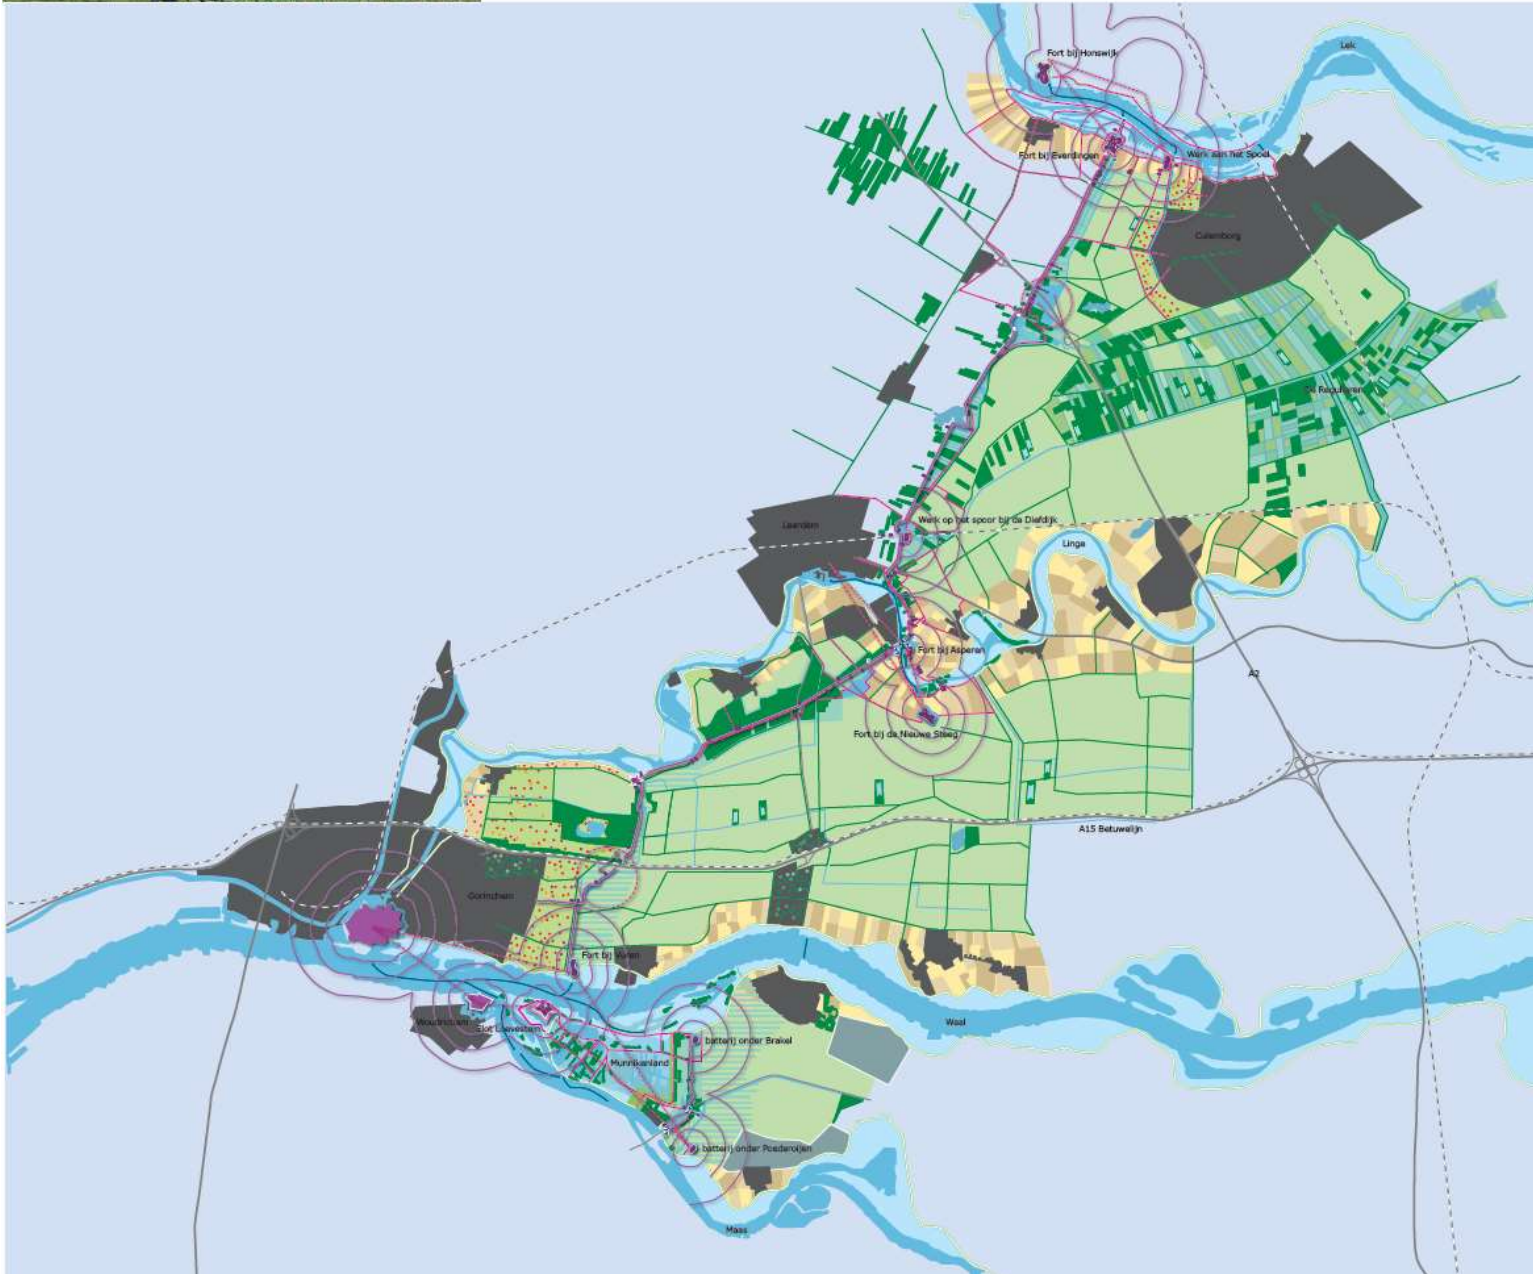 Lek
Fort bij Honswijk
Fort bij Everdingen
Werk aan het Spoel
Culemborg
De Regulieren
Leerdam
Werk op het spoor bij de Diefdijk
Linge
Fort bij Asperen
A2
Fort bij de Nieuwe Steeg
A15 Betuwelijn
Gorinchem
Fort bij Vuren
Woudrichem
Slot Loevestein
Waal
batterij onder Brakel
Munnikenland
batterij onder Poederoijen
Maas